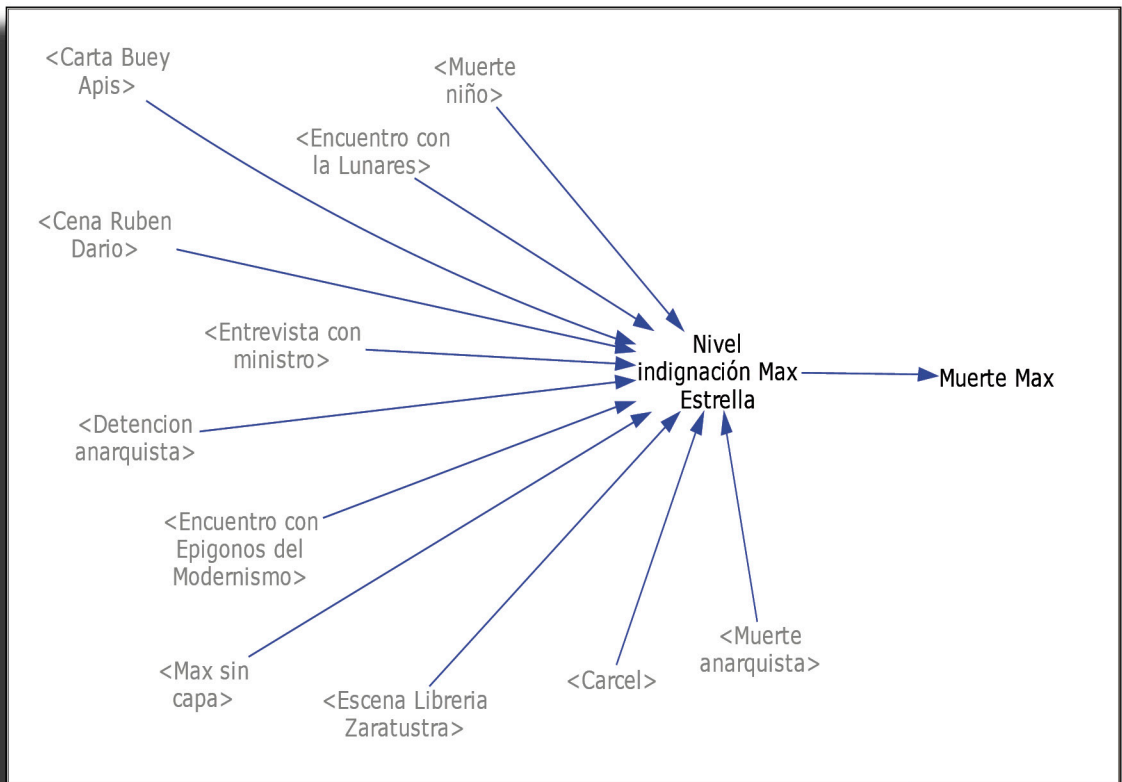 <Carta Buey
Apis>
<Muerte
niño>
<Encuentro con
la Lunares>
<Cena Ruben
Dario>
<Entrevista con
ministro>
Nivel
indignación Max
Estrella
Muerte Max
<Detencion
anarquista>
<Encuentro con
Epigonos del
Modernismo>
<Max sin
capa>
<Escena Libreria
Zaratustra>
<Carcel>
<Muerte
anarquista>